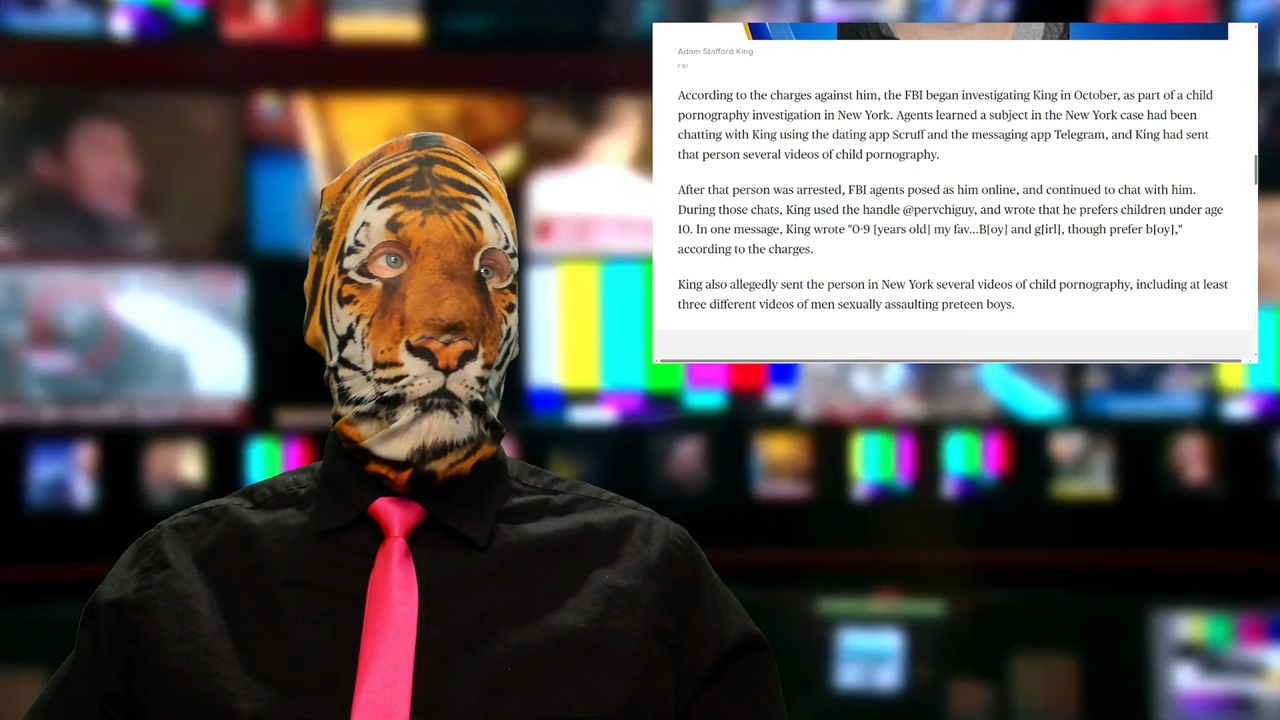 Adam Stafford King
FBI
According to the charges against him, the FBI began investigating King in October, as part of a child
pornography investigation in New York. Agents learned a subject in the New York case had been
chatting with King using the dating app Scruff and the messaging app Telegram, and King had sent
that person several videos of child pornography.
After that person was arrested, FBI agents posed as him online, and continued to chat with him.
During those chats, King used the handle @pervchiguy, and wrote that he prefers children under age
10. In one message, King wrote "0-9 [years old] my fav...B[oy] and g[irl], though prefer b[oy],"
according to the charges.
King also allegedly sent the person in New York several videos of child pornography, including at least
three different videos of men sexually assaulting preteen boys.